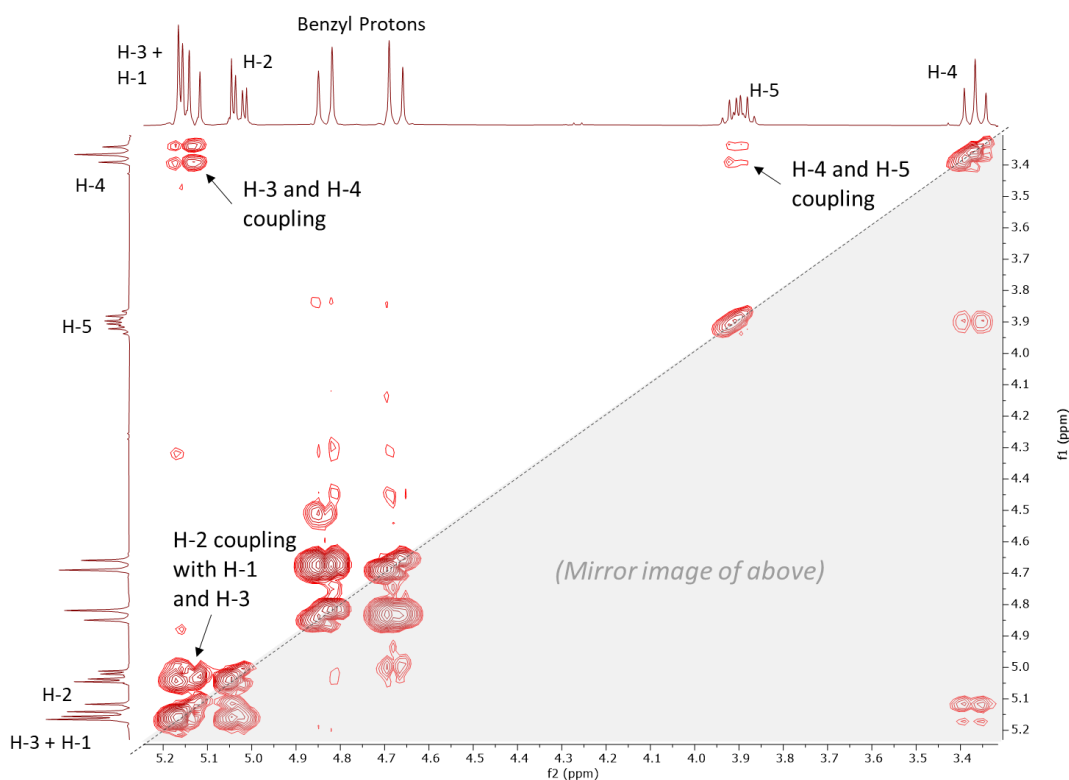 Benzyl Protons
H-3 +
H-1
H-2
H-5
H-4
H-4
H-3 and H-4
coupling
H-4 and H-5
coupling
H-5
H-2 coupling
with H-1
and H-3
(Mirror image of above)
H-2
H-3 + H-1
3.4
3.5
3.6
3.7
3.8
3.9
4.0
4.1
4.2
4.3
4.4
4.5
4.6
4.7
4.8
4.9
5.0
5.1
5.2
f1 (ppm)
5.2 5.1 5.0 4.9 4.8 4.7 4.6 4.5 4.4 4.3 4.2 4.1 4.0 3.9 3.8 3.7 3.6 3.5 3.4
f2 (ppm)